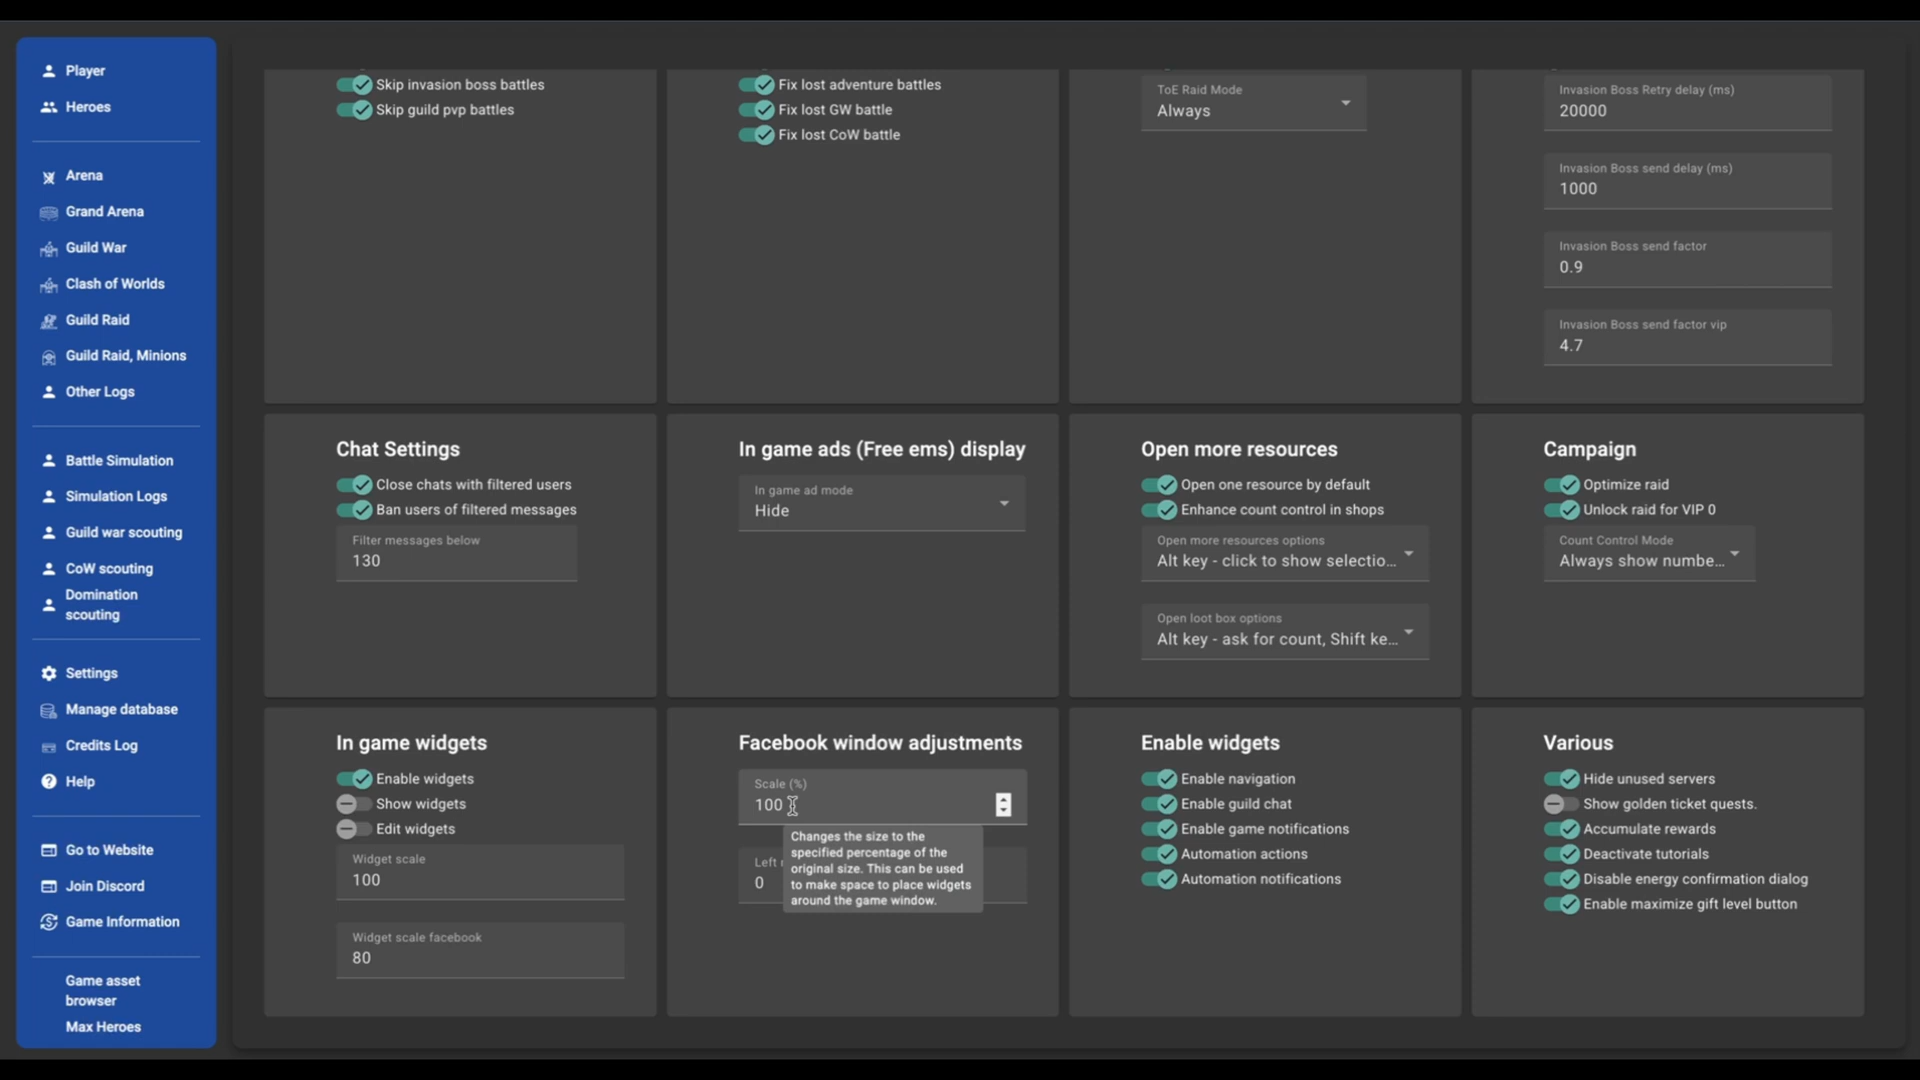 Player
Heroes
Arena
Grand Arena
Guild War
Clash of Worlds
Guild Raid
Guild Raid, Minions
Other Logs
Battle Simulation
Simulation Logs
Guild war scouting
CoW scouting
Domination
scouting
Settings
Manage database
Credits Log
Help
Go to Website
Join Discord
Game Information
Game asset
browser
Max Heroes
Skip invasion boss battles
Skip guild pvp battles
Fix lost adventure battles
Fix lost GW battle
Fix lost CoW battle
ToE Raid Mode
Always
Invasion Boss Retry delay (ms)
20000
Invasion Boss send delay (ms)
1000
Invasion Boss send factor
0.9
Invasion Boss send factor vip
4.7
Chat Settings
Close chats with filtered users
Ban users of filtered messages
Filter messages below
130
In game ads (Free ems) display
In game ad mode
Hide
Open more resources
Open one resource by default
Enhance count control in shops
Open more resources options
Alt key - click to show selectio...
Open loot box options
Alt key - ask for count, Shift ke...
Campaign
Optimize raid
Unlock raid for VIP 0
Count Control Mode
Always show numbe...
In game widgets
Enable widgets
Show widgets
Edit widgets
Widget scale
100
Widget scale facebook
80
Facebook window adjustments
Scale (%)
100
Left
0
Changes the size to the
specified percentage of the
original size. This can be used
to make space to place widgets
around the game window.
Enable widgets
Enable navigation
Enable guild chat
Enable game notifications
Automation actions
Automation notifications
Various
Hide unused servers
Show golden ticket quests.
Accumulate rewards
Deactivate tutorials
Disable energy confirmation dialog
Enable maximize gift level button